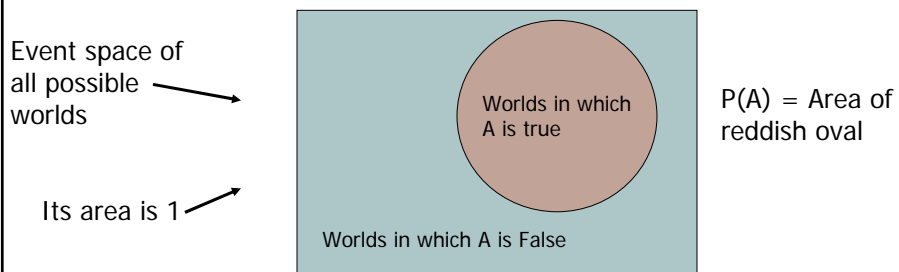 Event space of
all possible
worlds
Its area is 1
Worlds in which
A is true
Worlds in which A is False
P(A) = Area of
reddish oval